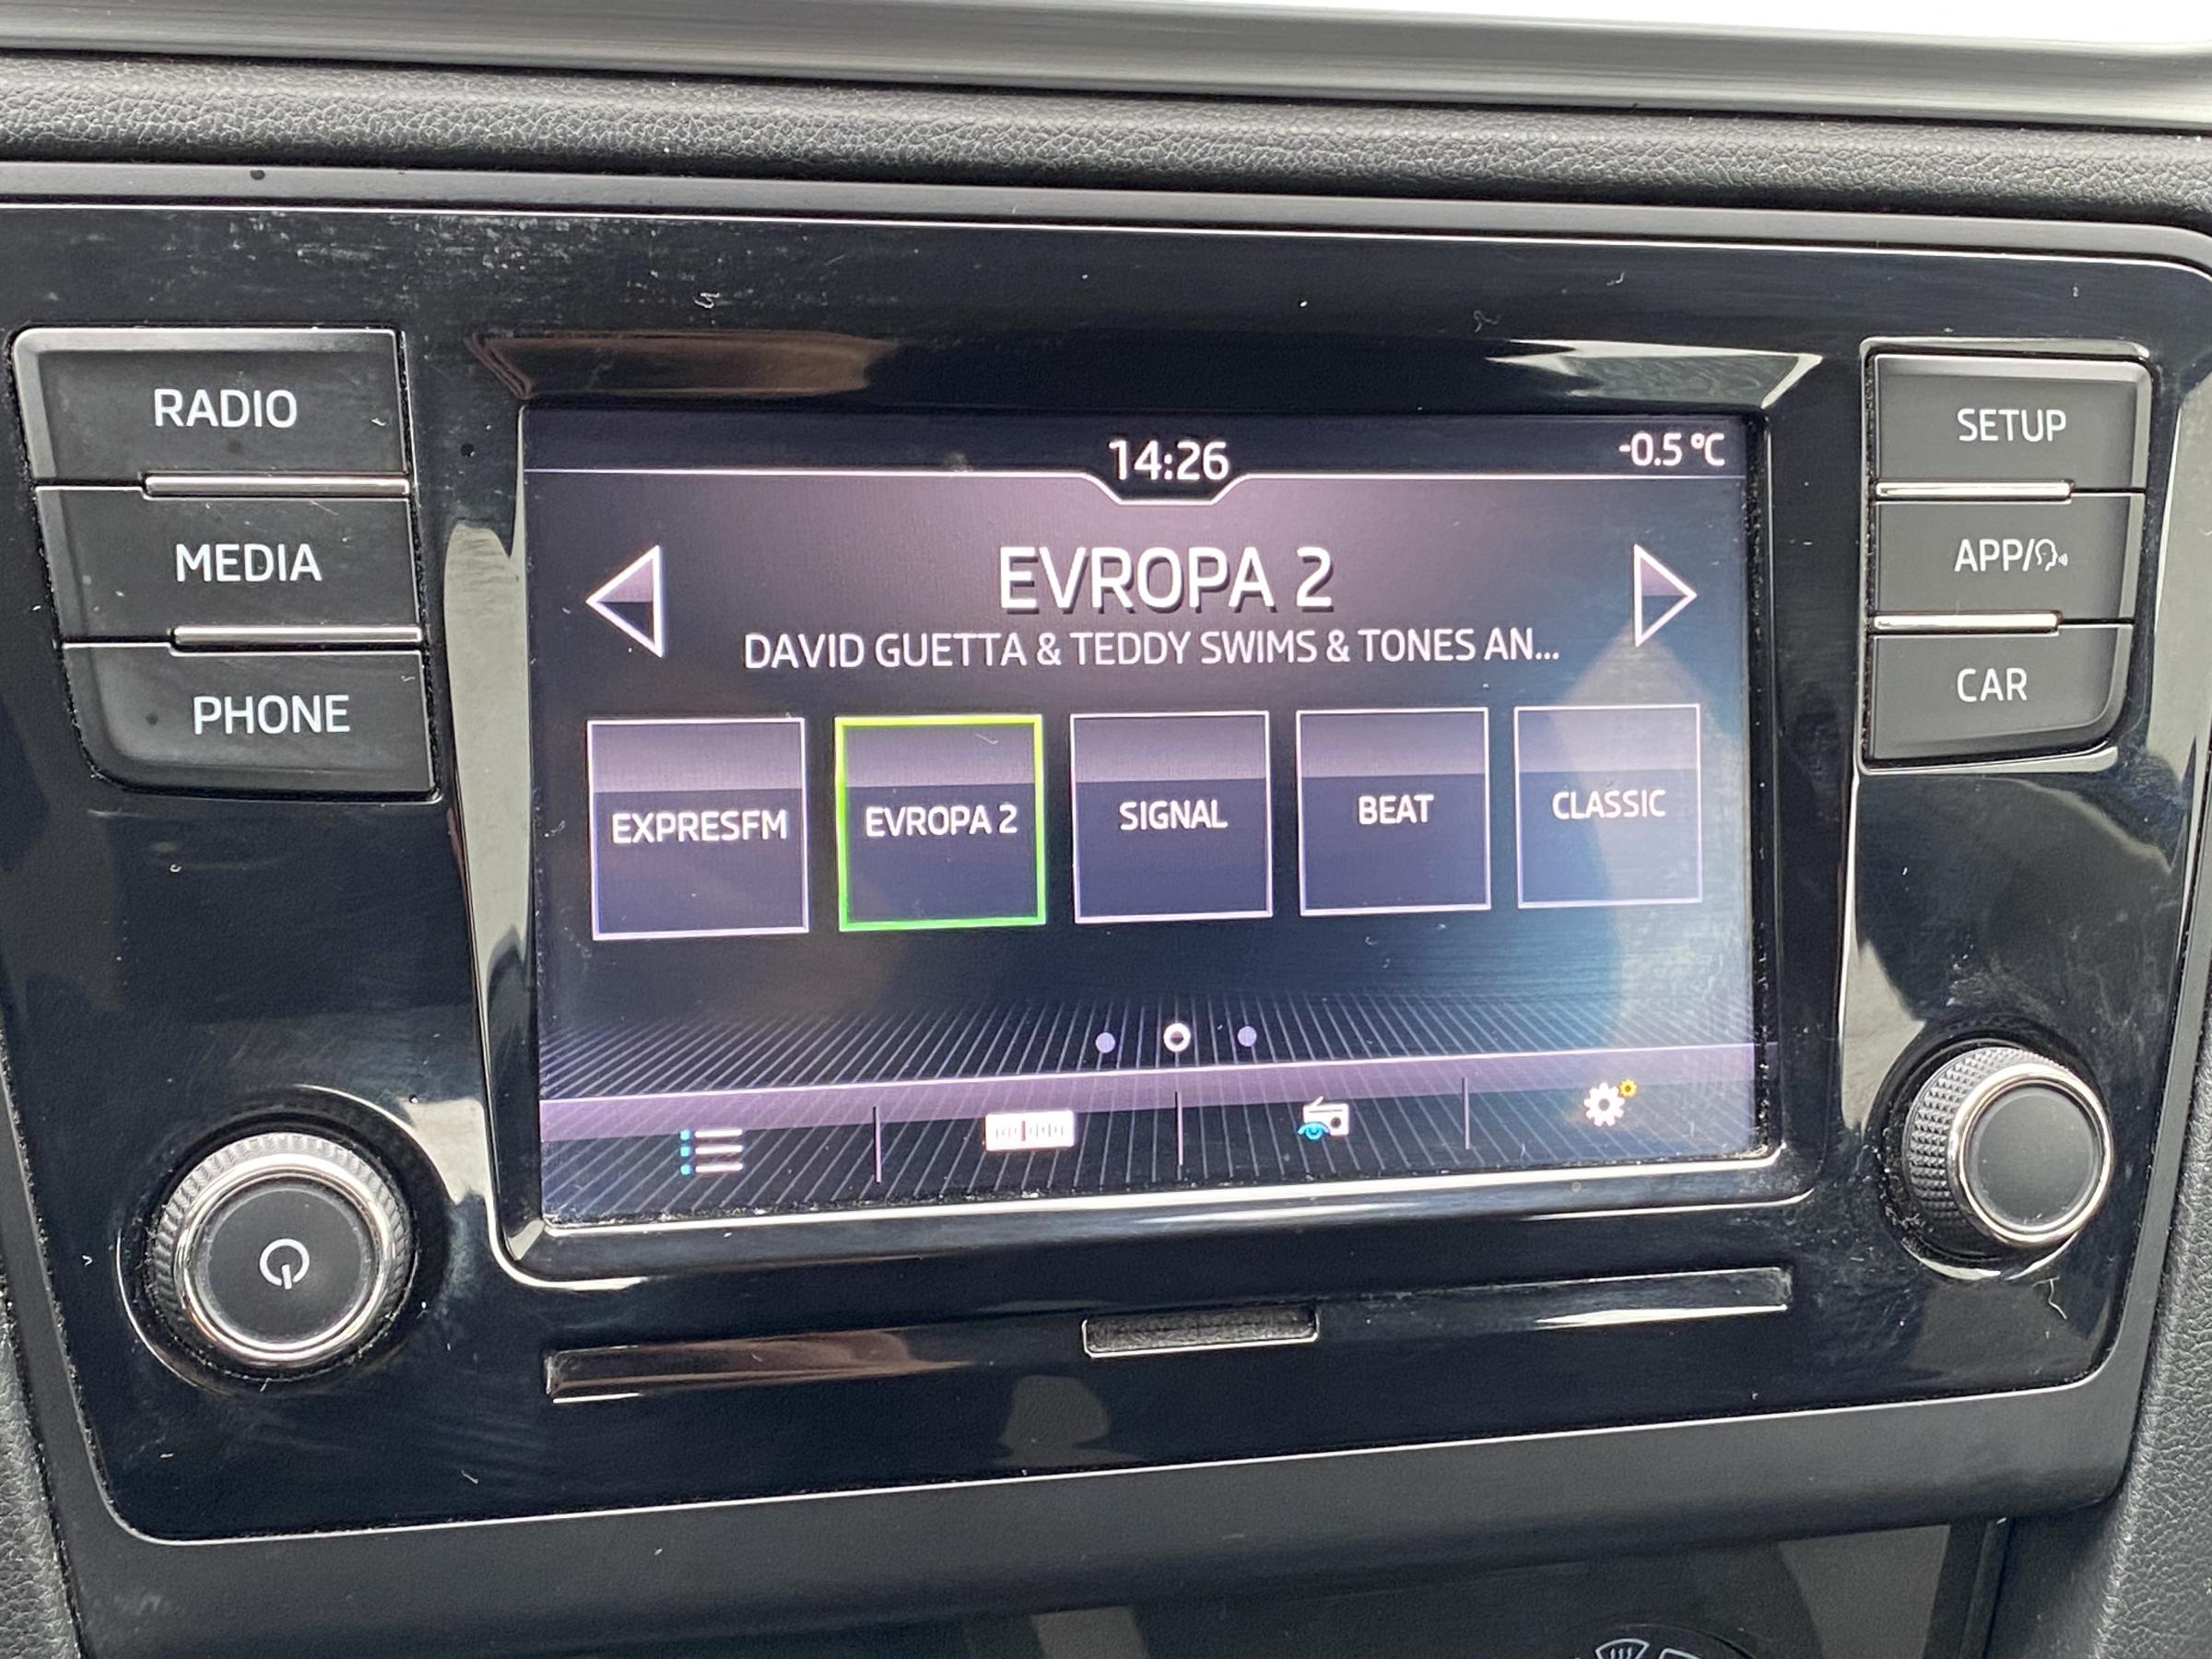 RADIO
MEDIA
PHONE
14:26
-0.5 °C
EVROPA 2
DAVID GUETTA & TEDDY SWIMS & TONES AN...
EXPRESFM
EVROPA 2
SIGNAL
BEAT
CLASSIC
SETUP
APP/
CAR